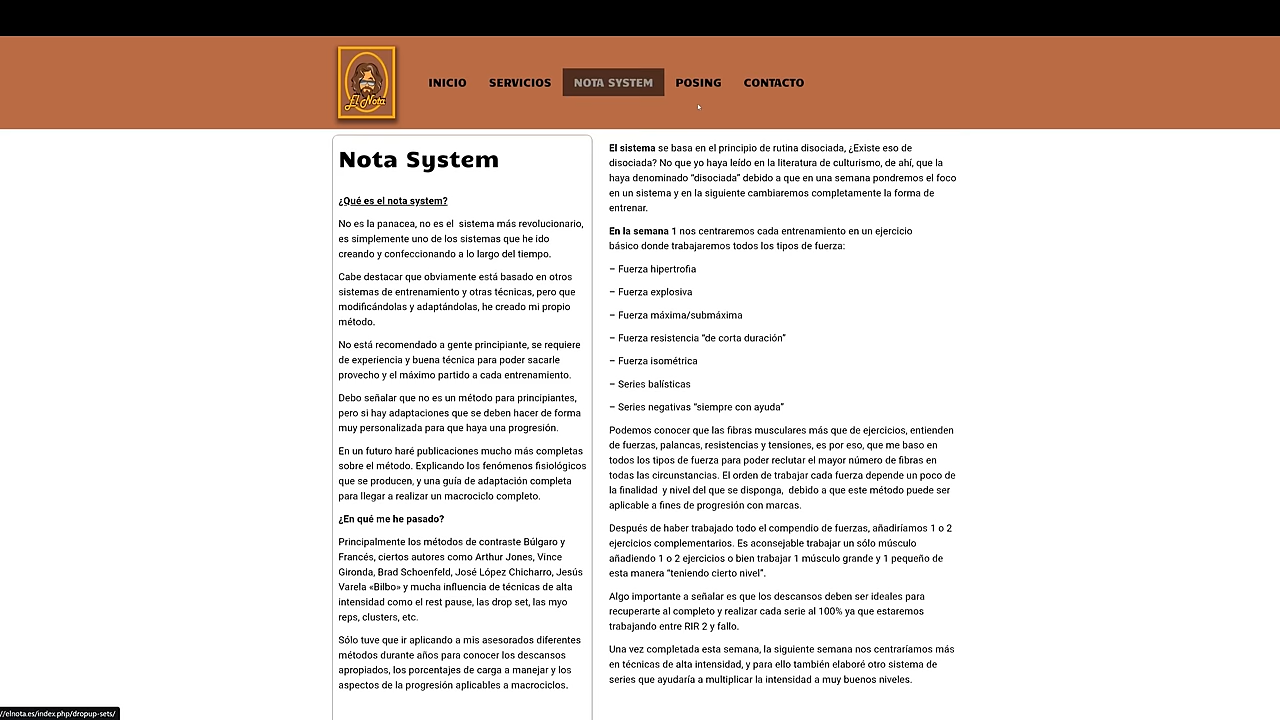 El Nota
INICIO
SERVICIOS
NOTA SYSTEM
POSING
CONTACTO
Nota System
¿Qué es el nota system?
No es la panacea, no es el  sistema más revolucionario,
es simplemente uno de los sistemas que he ido
creando y confeccionando a lo largo del tiempo.
Cabe destacar que obviamente está basado en otros
sistemas de entrenamiento y otras técnicas, pero que
modificándolas y adaptándolas, he creado mi propio
método.
No está recomendado a gente principiante, se requiere
de experiencia y buena técnica para poder sacarle
provecho y el máximo partido a cada entrenamiento.
Debo señalar que no es un método para principiantes,
pero si hay adaptaciones que se deben hacer de forma
muy personalizada para que haya una progresión.
En un futuro haré publicaciones mucho más completas
sobre el método. Explicando los fenómenos fisiológicos
que se producen, y una guía de adaptación completa
para llegar a realizar un macrociclo completo.
¿En qué me he pasado?
Principalmente los métodos de contraste Búlgaro y
Francés, ciertos autores como Arthur Jones, Vince
Gironda, Brad Schoenfeld, José López Chicharro, Jesús
Varela «Bilbo» y mucha influencia de técnicas de alta
intensidad como el rest pause, las drop set, las myo
reps, clusters, etc.
Sólo tuve que ir aplicando a mis asesorados diferentes
métodos durante años para conocer los descansos
apropiados, los porcentajes de carga a manejar y los
aspectos de la progresión aplicables a macrociclos.
El sistema se basa en el principio de rutina disociada, ¿Existe eso de
disociada? No que yo haya leído en la literatura de culturismo, de ahí, que la
haya denominado “disociada” debido a que en una semana pondremos el foco
en un sistema y en la siguiente cambiaremos completamente la forma de
entrenar.
En la semana 1 nos centraremos cada entrenamiento en un ejercicio
básico donde trabajaremos todos los tipos de fuerza:
– Fuerza hipertrofia
– Fuerza explosiva
– Fuerza máxima/submáxima
– Fuerza resistencia “de corta duración”
– Fuerza isométrica
– Series balísticas
– Series negativas “siempre con ayuda”
Podemos conocer que las fibras musculares más que de ejercicios, entienden
de fuerzas, palancas, resistencias y tensiones, es por eso, que me baso en
todos los tipos de fuerza para poder reclutar el mayor número de fibras en
todas las circunstancias. El orden de trabajar cada fuerza depende un poco de
la finalidad  y nivel del que se disponga,  debido a que este método puede ser
aplicable a fines de progresión con marcas.
Después de haber trabajado todo el compendio de fuerzas, añadiríamos 1 o 2
ejercicios complementarios. Es aconsejable trabajar un sólo músculo
añadiendo 1 o 2 ejercicios o bien trabajar 1 músculo grande y 1 pequeño de
esta manera “teniendo cierto nivel”.
Algo importante a señalar es que los descansos deben ser ideales para
recuperarte al completo y realizar cada serie al 100% ya que estaremos
trabajando entre RIR 2 y fallo.
Una vez completada esta semana, la siguiente semana nos centraríamos más
en técnicas de alta intensidad, y para ello también elaboré otro sistema de
series que ayudaría a multiplicar la intensidad a muy buenos niveles.
//elnota.es/index.php/dropup-sets/